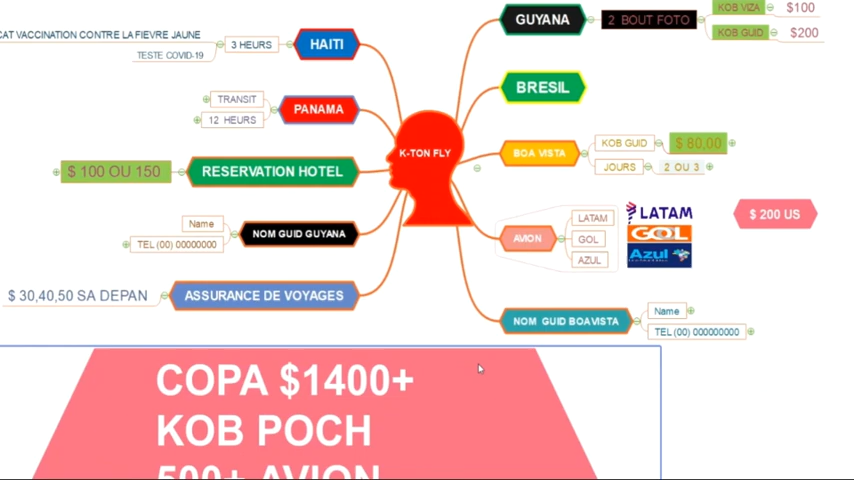 CAT VACCINATION CONTRE LA FIEVRE JAUNE
TESTE COVID-19
3 HEURS
HAITI
TRANSIT
12 HEURS
PANAMA
$ 100 OU 150
RESERVATION HOTEL
Name
TEL (00) 00000000
NOM GUID GUYANA
$ 30,40,50 SA DEPAN
ASSURANCE DE VOYAGES
K-TON FLY
GUYANA
2 BOUT FOTO
KOB VIZA
$100
KOB GUID
$200
BRESIL
BOA VISTA
KOB GUID
$ 80,00
JOURS
2 OU 3
AVION
LATAM
GOL
AZUL
LATAM
GOL
Azul
$ 200 US
NOM GUID BOAVISTA
Name
TEL (00) 000000000
COPA $1400+
KOB POCH
500+ AVION